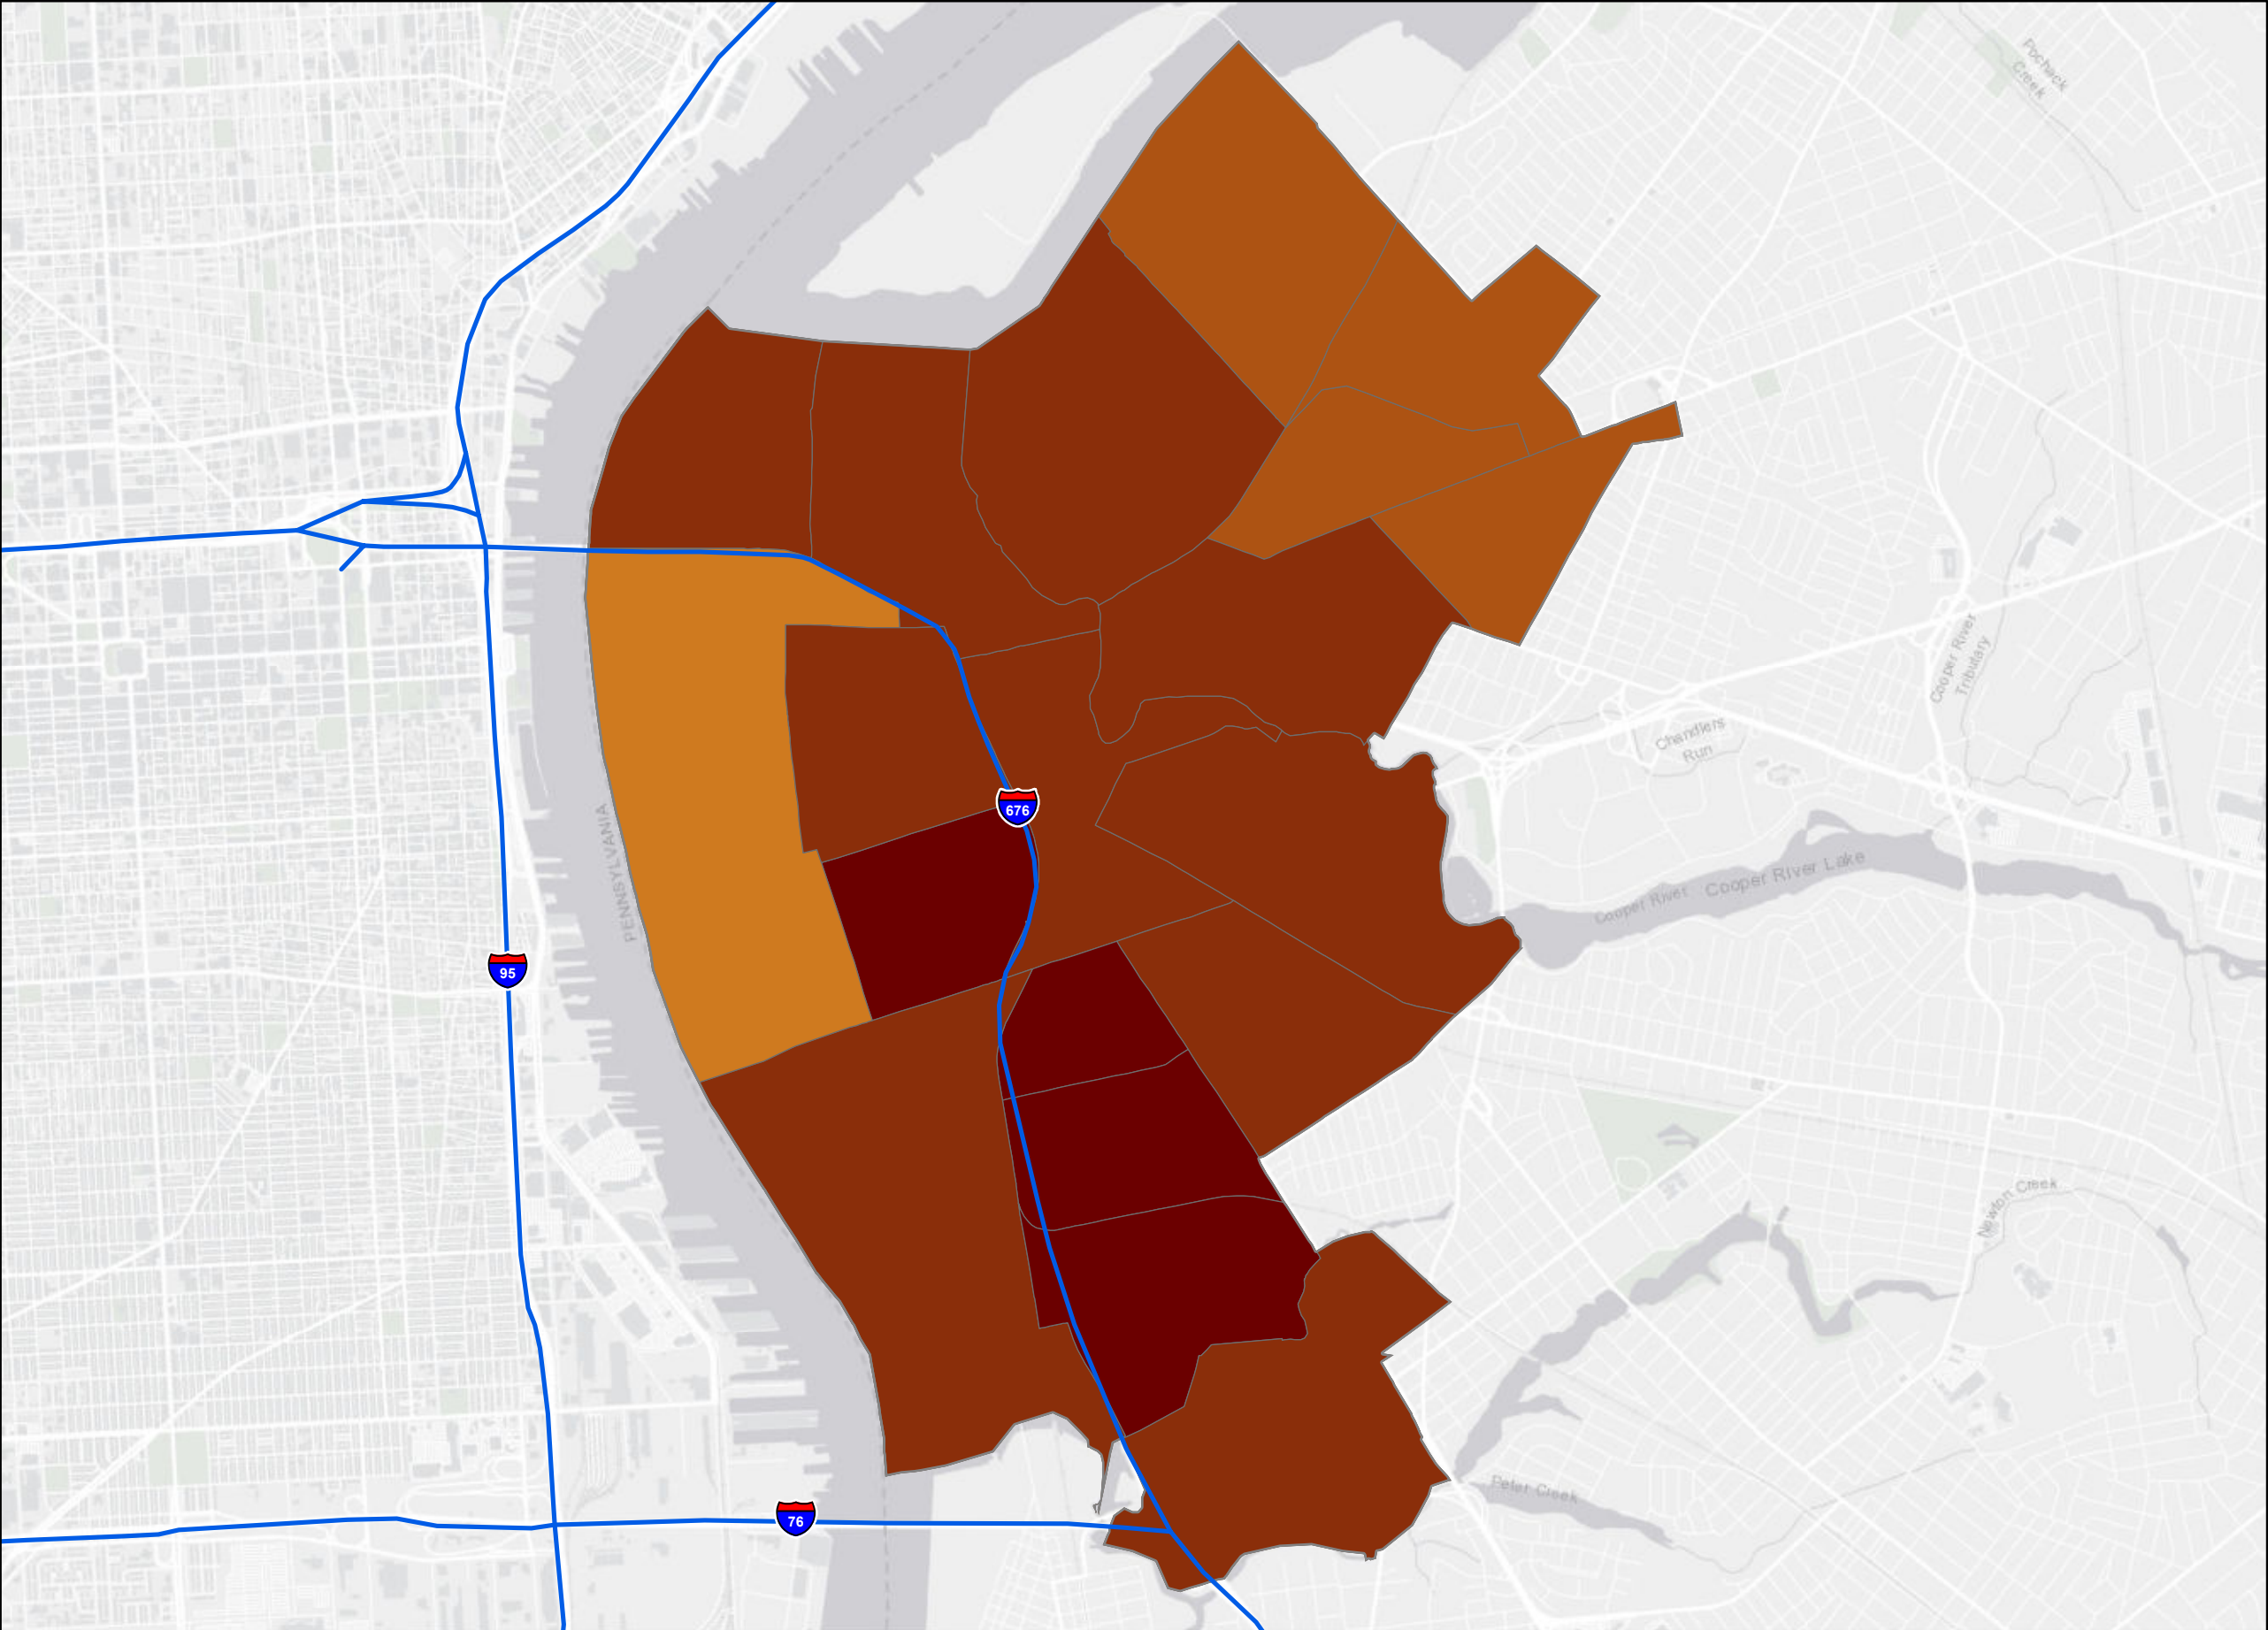 Pochack
Creek
Cooper River
Tributary
Chandlers
Run
PENNSYLVANIA
676
Cooper River
Cooper River Lake
95
Newton Creek
Peter Creek
76